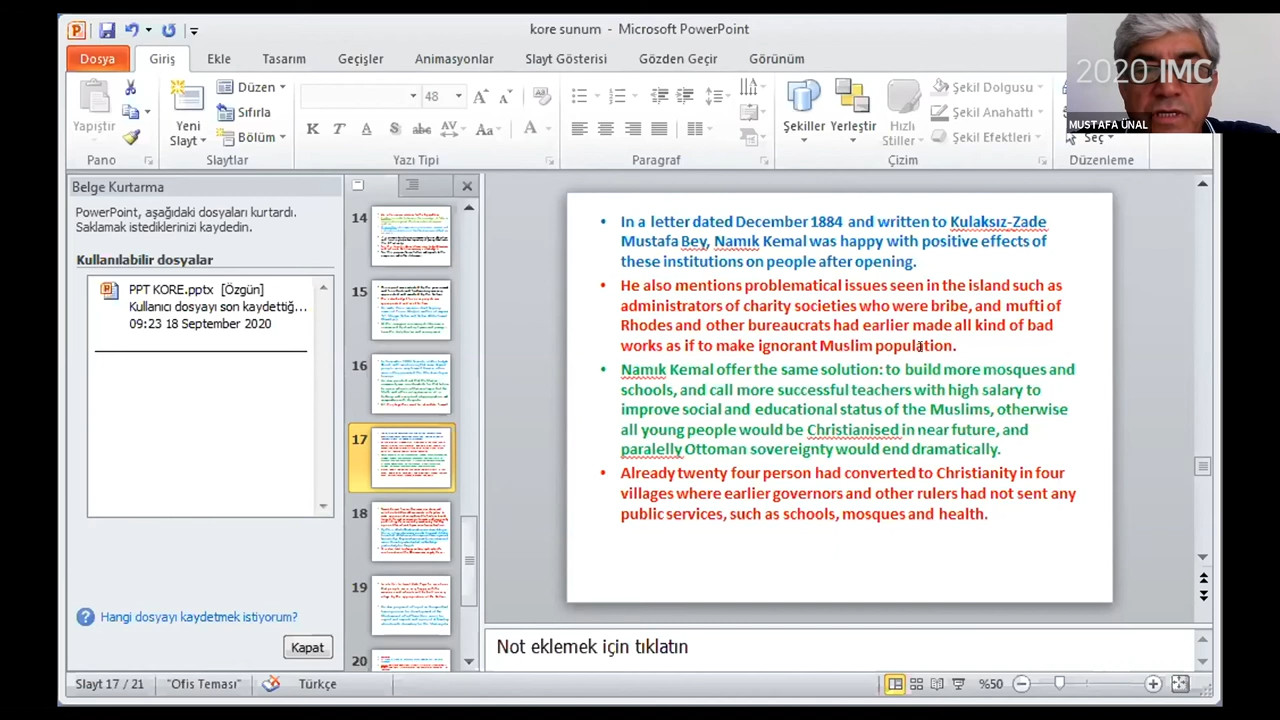 kore sunum - Microsoft PowerPoint
2020 IMC
MUSTAFA ÜNAL
Dosya
Giriş
Ekle
Tasarım
Geçişler
Animasyonlar
Slayt Gösterisi
Gözden Geçir
Görünüm
Yapıştır
Pano
Yeni
Slayt
Düzen
Sıfırla
Bölüm
Slaytlar
48
K T A S abc AV Aa A
Yazı Tipi
Paragraf
Şekiller
Yerleştir
Hızlı
Stiller
Şekil Dolgusu
Şekil Anahattı
Şekil Efektleri
Çizim
Seç
Düzenleme
Belge Kurtarma
PowerPoint, aşağıdaki dosyaları kurtardı.
Saklamak istediklerinizi kaydedin.
Kullanılabilir dosyalar
PPT KORE.pptx [Özgün]
Kullanıcı dosyayı son kaydettiğ...
09:23 18 September 2020
Hangi dosyayı kaydetmek istiyorum?
Kapat
14
15
16
17
18
19
20
• In a letter dated December 1884 and written to Kulaksız-Zade
Mustafa Bey, Namık Kemal was happy with positive effects of
these institutions on people after opening.
• He also mentions problematical issues seen in the island such as
administrators of charity societies who were bribe, and mufti of
Rhodes and other bureaucrats had earlier made all kind of bad
works as if to make ignorant Muslim population.
• Namık Kemal offer the same solution: to build more mosques and
schools, and call more successful teachers with high salary to
improve social and educational status of the Muslims, otherwise
all young people would be Christianised in near future, and
paralelly Ottoman sovereignty would end dramatically.
• Already twenty four person had converted to Christianity in four
villages where earlier governors and other rulers had not sent any
public services, such as schools, mosques and health.
Not eklemek için tıklatın
Slayt 17 / 21
"Ofis Teması"
Türkçe
%50